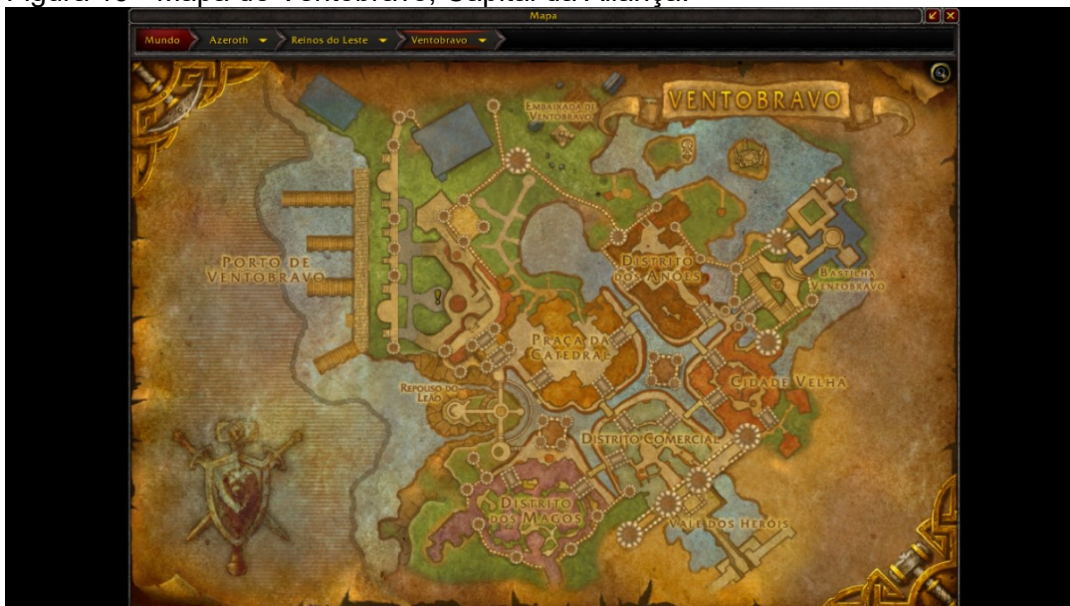 Figura 10 - Mapa de Ventobravo, Capital da Aliança.
Mapa
Mundo
Azeroth
Reinos do Leste
Ventobravo
VENTOBRAVO
EMBAIXADA DE
VENTOBRAVO
PORTO DE
VENTOBRAVO
DISTRITO
DOS ANÕES
BASTILHA
VENTOBRAVO
PRAÇA DA
CATEDRAL
CIDADE VELHA
REPOUSO DO
LEÃO
DISTRITO COMERCIAL
DISTRITO
DOS MAGOS
VALE DOS HERÓIS